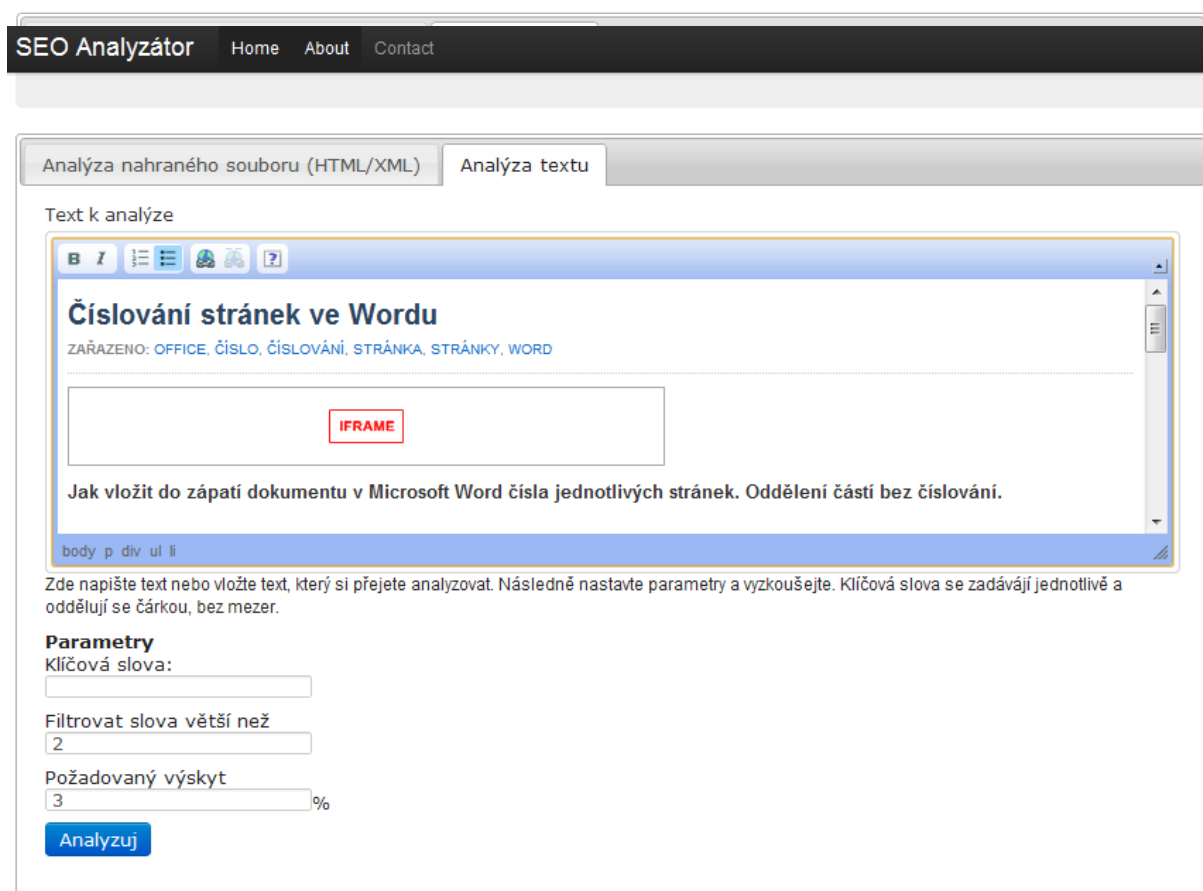 SEO Analyzátor Home About Contact
Analýza nahraného souboru (HTML/XML) Analýza textu
Text k analýze
B I
Číslování stránek ve Wordu
ZAŘAZENO: OFFICE, ČÍSLO, ČÍSLOVÁNÍ, STRÁNKA, STRÁNKY, WORD
IFRAME
Jak vložit do zápatí dokumentu v Microsoft Word čísla jednotlivých stránek. Oddělení částí bez číslování.
body p div ul li
Zde napište text nebo vložte text, který si přejete analyzovat. Následně nastavte parametry a vyzkoušejte. Klíčová slova se zadávájí jednotlivě a
oddělují se čárkou, bez mezer.
Parametry
Klíčová slova:
Filtrovat slova větší než
2
Požadovaný výskyt
3 %
Analyzuj